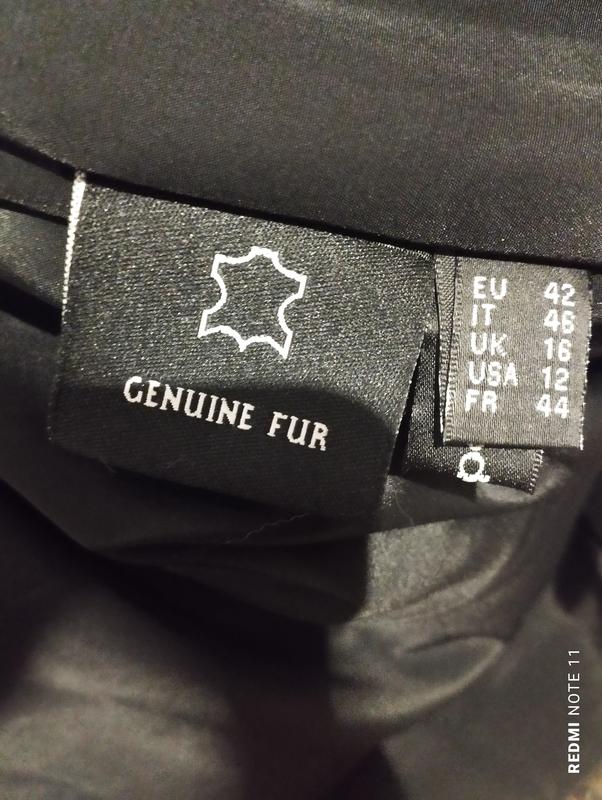 GENUINE FUR
EU 42
IT 46
UK 16
USA 12
FR 44
REDMI NOTE 11